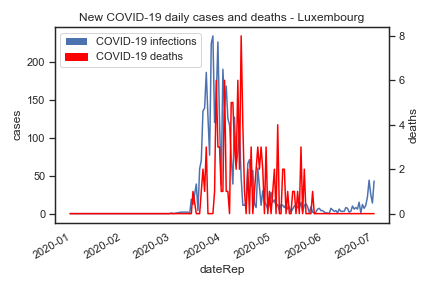 New COVID-19 daily cases and deaths - Luxembourg
COVID-19 infections
COVID-19 deaths
cases
200
150
100
50
0
deaths
8
6
4
2
0
2020-01
2020-02
2020-03
2020-04
2020-05
2020-06
2020-07
dateRep